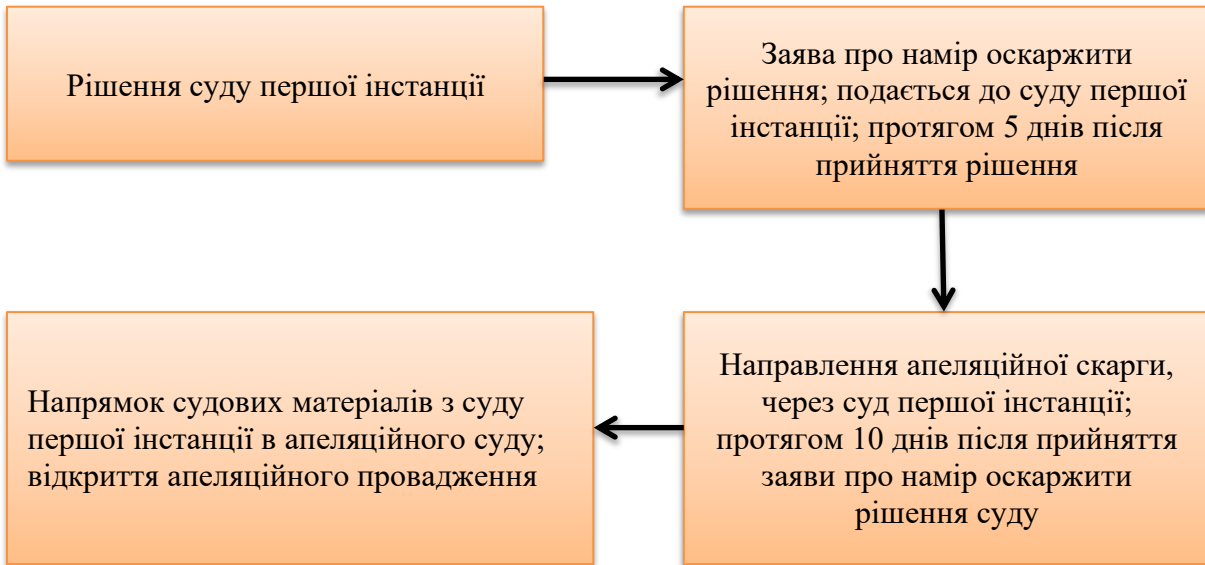 Рішення суду першої інстанції
Заява про намір оскаржити
рішення; подається до суду першої
інстанції; протягом 5 днів після
прийняття рішення
Направлення апеляційної скарги,
через суд першої інстанції;
протягом 10 днів після прийняття
заяви про намір оскаржити
рішення суду
Напрямок судових матеріалів з суду
першої інстанції в апеляційного суду;
відкриття апеляційного провадження